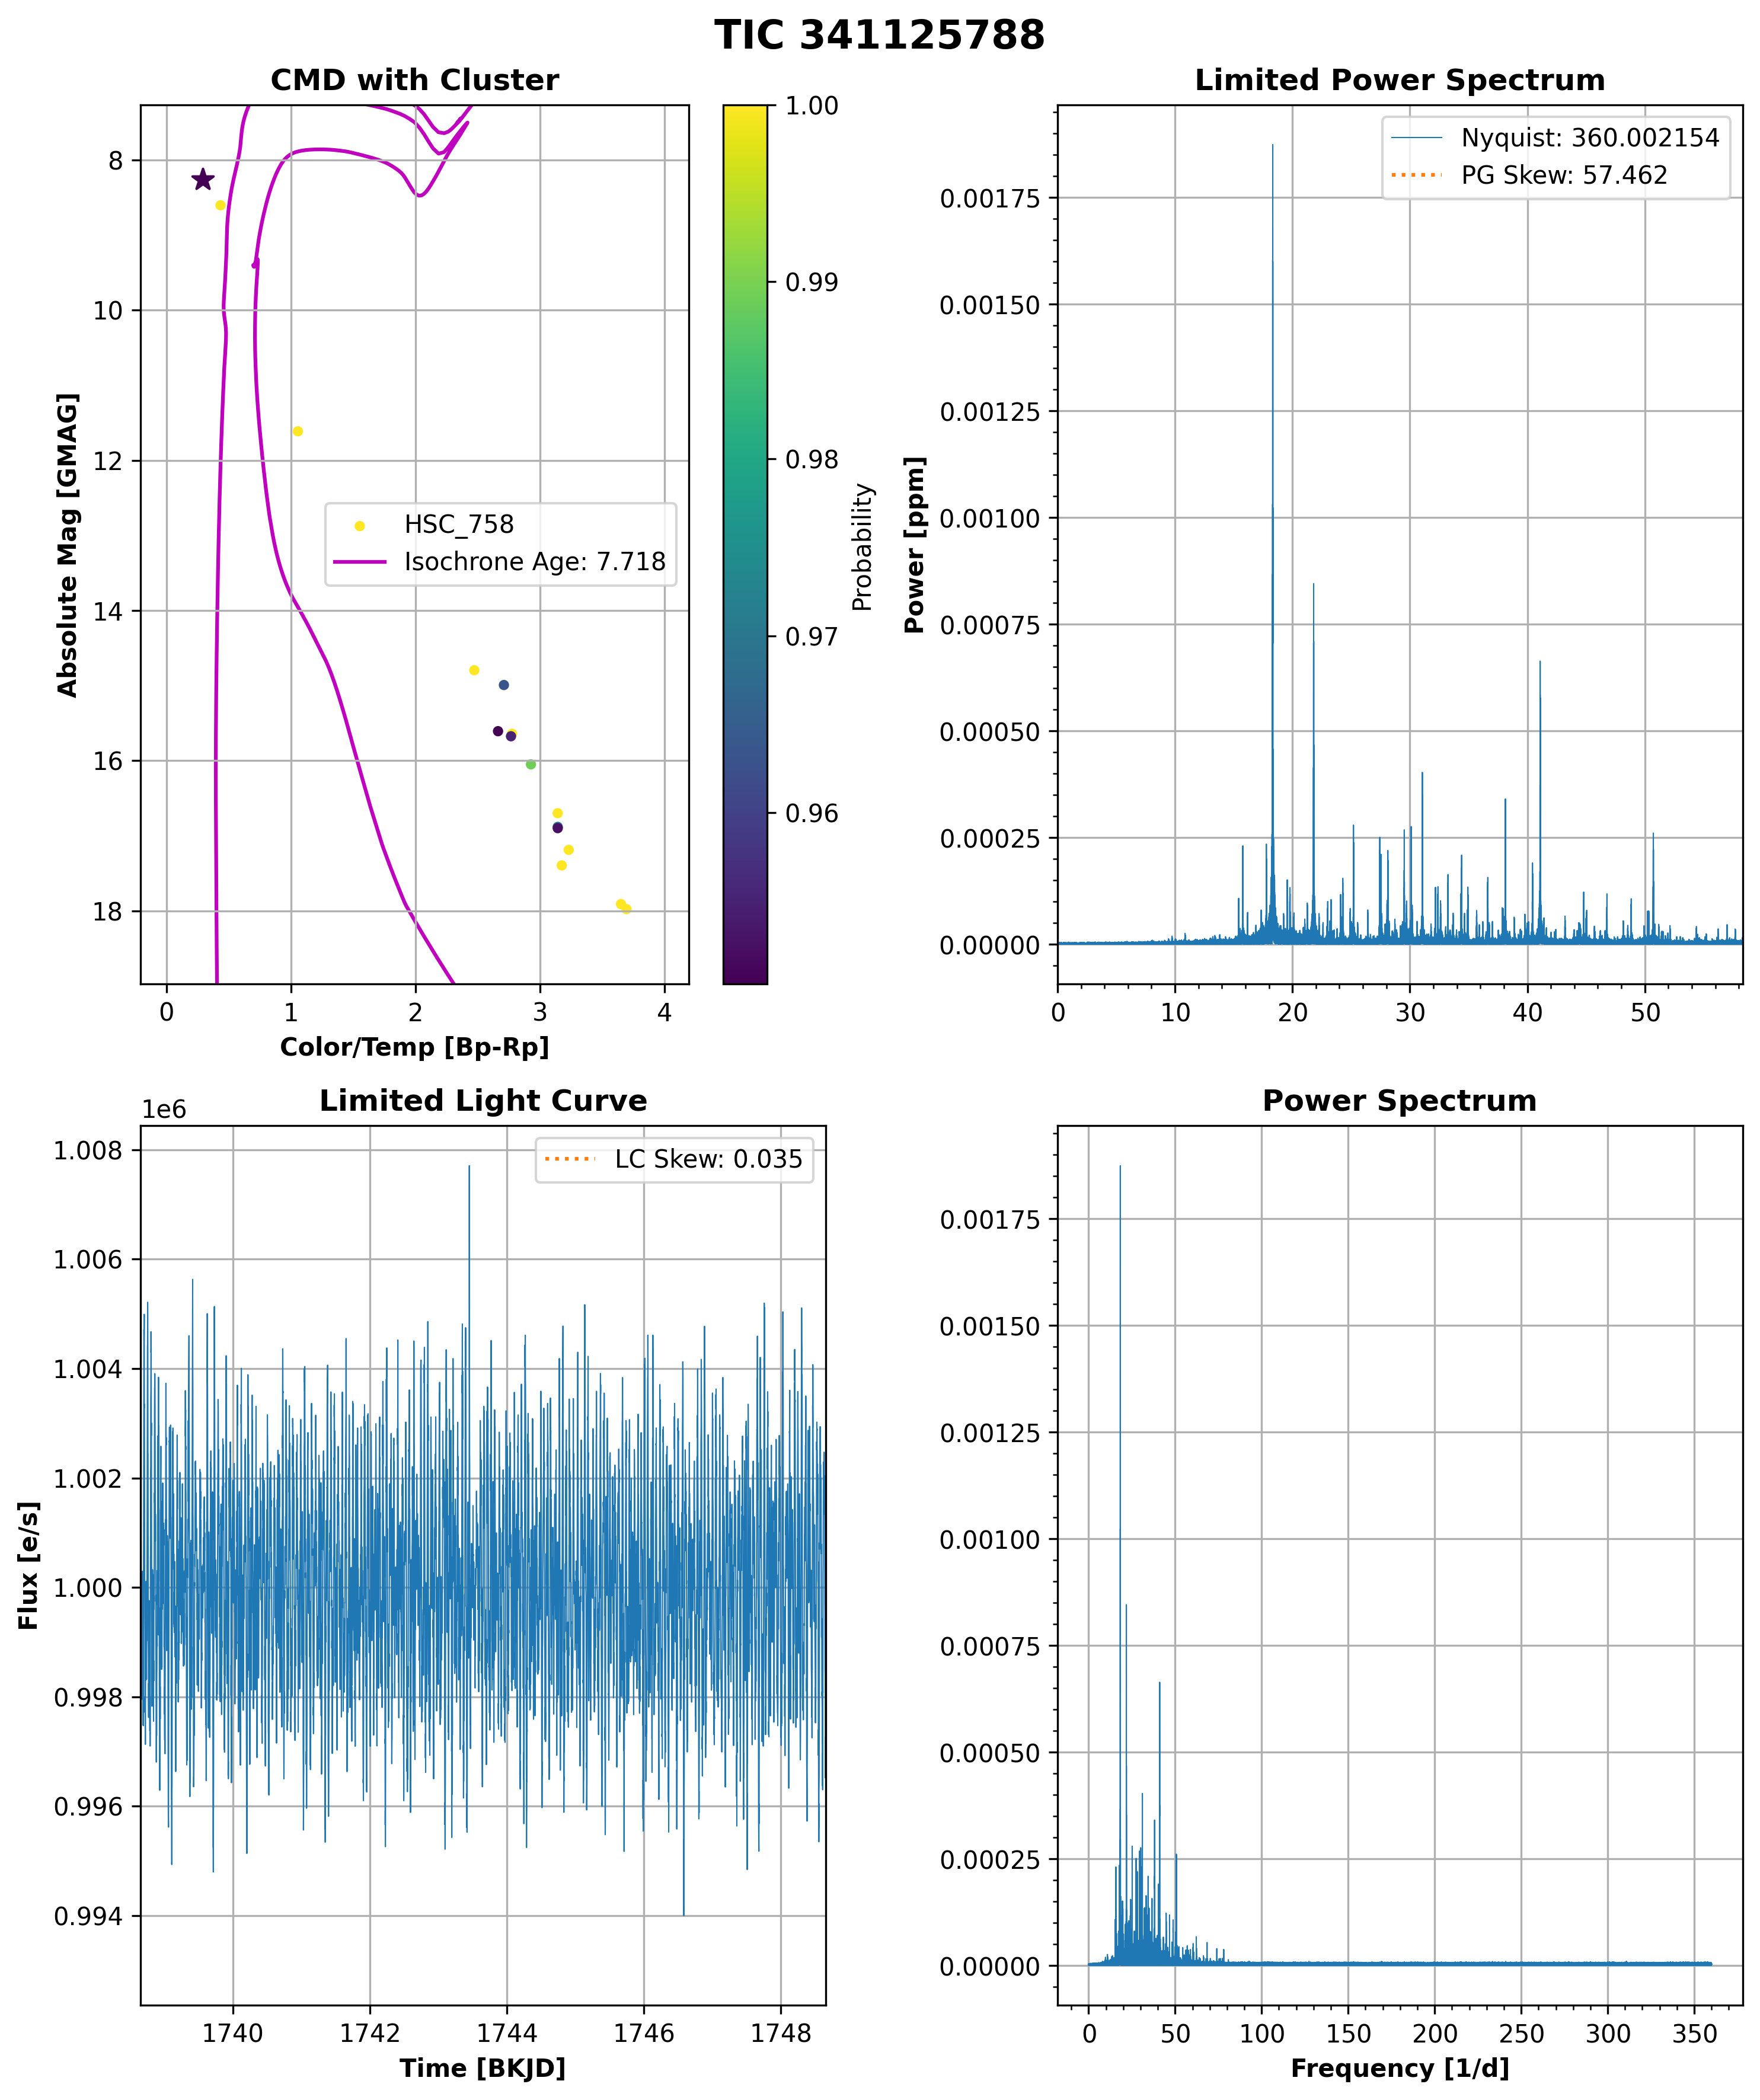 TIC 341125788
CMD with Cluster
8
10
12
14
16
18
Absolute Mag [GMAG]
0 1 2 3 4
Color/Temp [Bp-Rp]
HSC_758
Isochrone Age: 7.718
1.00
0.99
0.98
0.97
0.96
Probability
Limited Power Spectrum
Nyquist: 360.002154
PG Skew: 57.462
0.00175
0.00150
0.00125
0.00100
0.00075
0.00050
0.00025
0.00000
Power [ppm]
0 10 20 30 40 50
Limited Light Curve
1e6
LC Skew: 0.035
1.008
1.006
1.004
1.002
1.000
0.998
0.996
0.994
Flux [e/s]
1740 1742 1744 1746 1748
Time [BKJD]
Power Spectrum
0.00175
0.00150
0.00125
0.00100
0.00075
0.00050
0.00025
0.00000
0 50 100 150 200 250 300 350
Frequency [1/d]